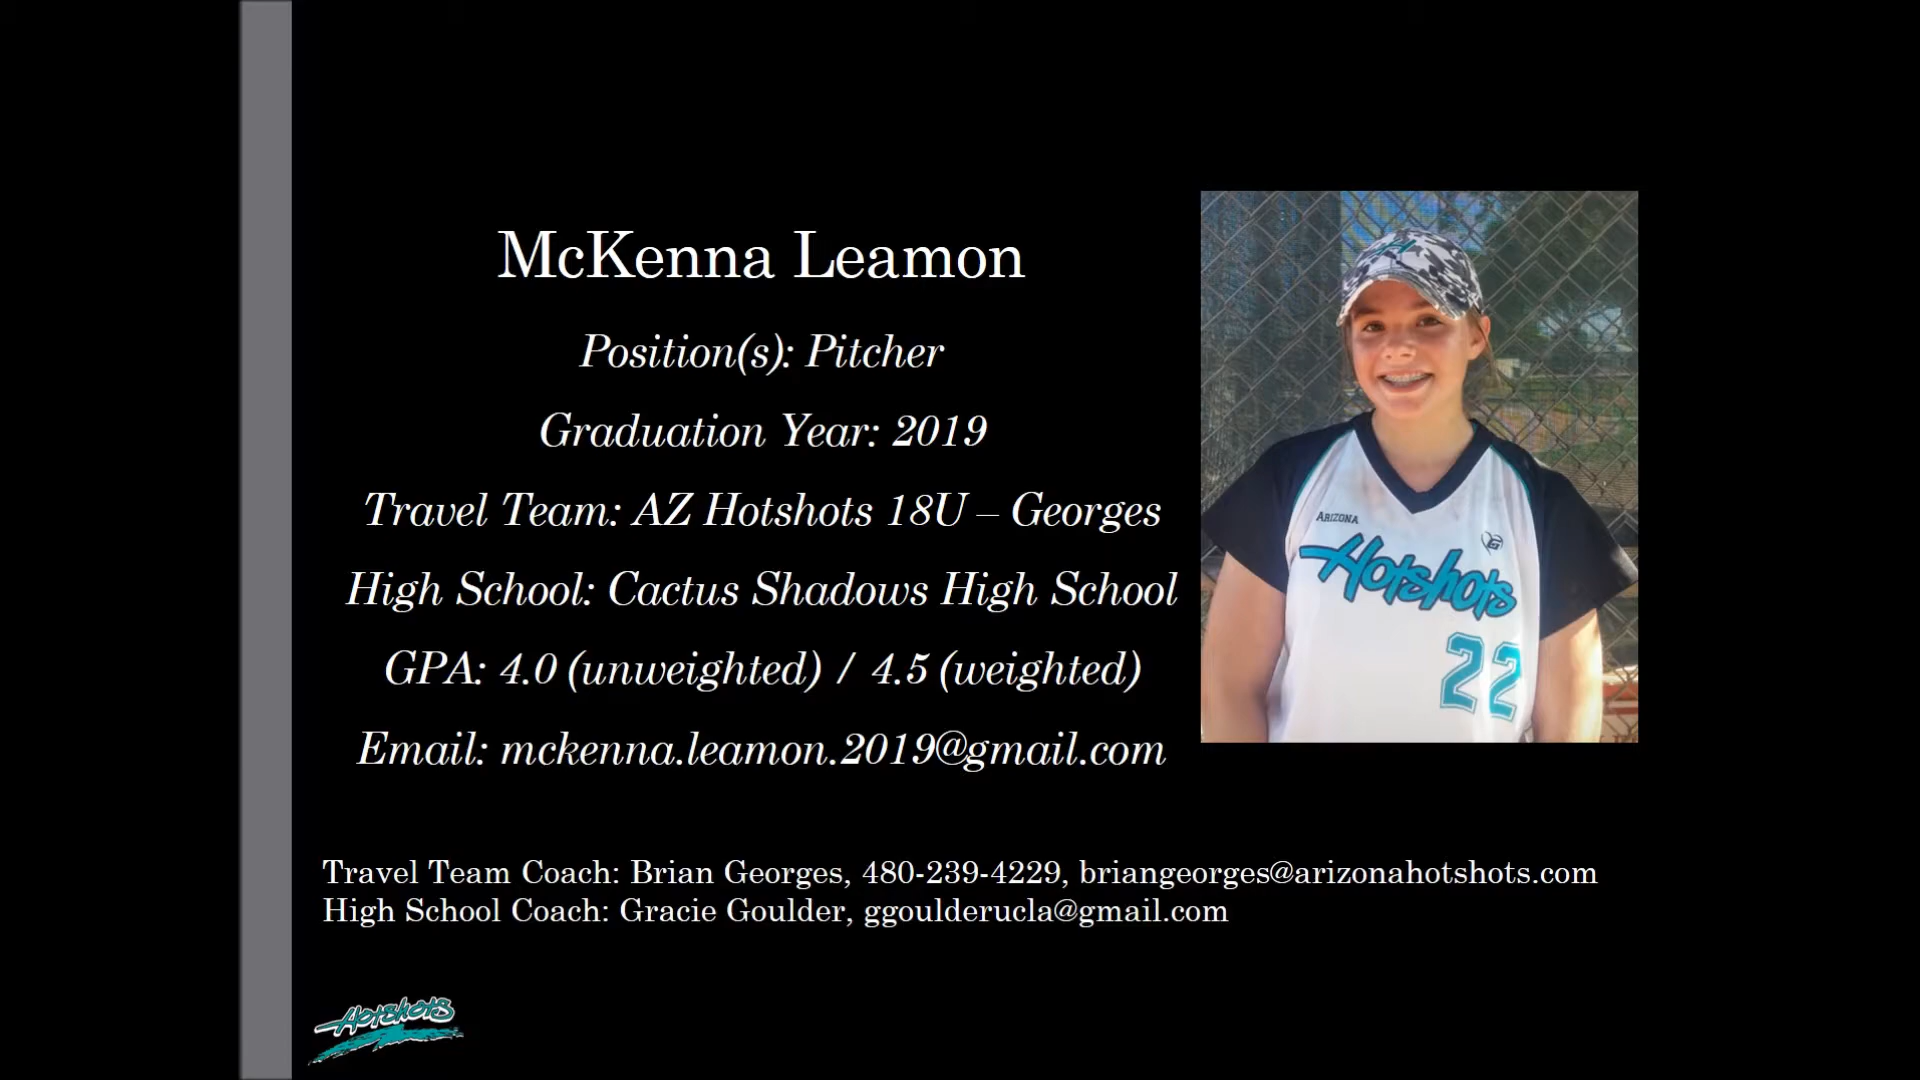 McKenna Leamon
Position(s): Pitcher
Graduation Year: 2019
Travel Team: AZ Hotshots 18U – Georges
High School: Cactus Shadows High School
GPA: 4.0 (unweighted) / 4.5 (weighted)
Email: mckenna.leamon.2019@gmail.com
ARIZONA
Hotshots
22
Travel Team Coach: Brian Georges, 480-239-4229, briangeorges@arizonahotshots.com
High School Coach: Gracie Goulder, ggoulderucla@gmail.com
Hotshots